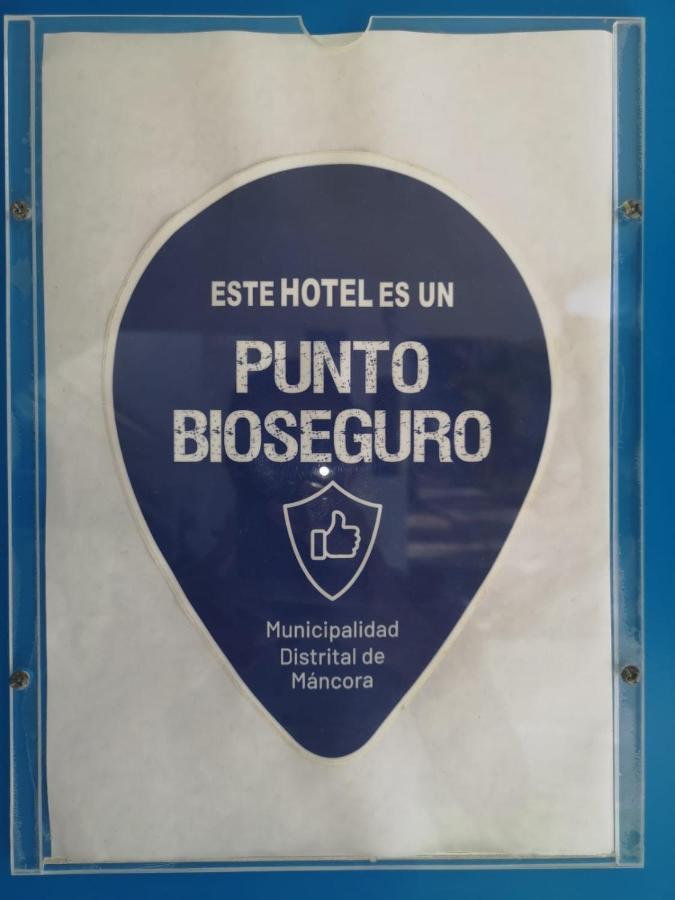 ESTE HOTEL ES UN
PUNTO
BIOSEGURO
Municipalidad
Distrital de
Máncora